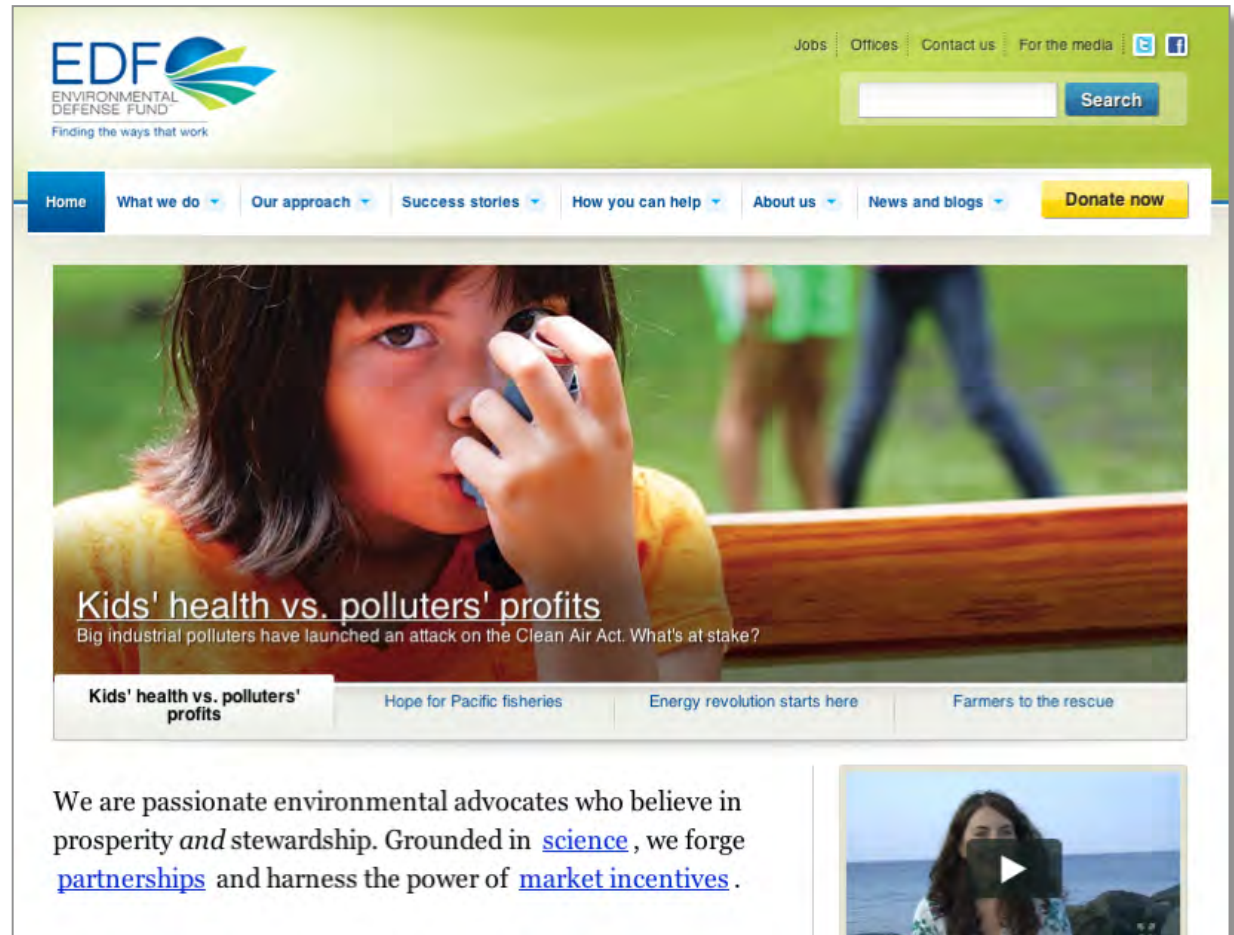 EDF
ENVIRONMENTAL
DEFENSE FUND™
Finding the ways that work
Jobs Offices Contact us For the media
Search
Home What we do Our approach Success stories How you can help About us News and blogs Donate now
Kids' health vs. polluters' profits
Big industrial polluters have launched an attack on the Clean Air Act. What's at stake?
Kids' health vs. polluters'
profits
Hope for Pacific fisheries
Energy revolution starts here
Farmers to the rescue
We are passionate environmental advocates who believe in
prosperity and stewardship. Grounded in science , we forge
partnerships and harness the power of market incentives .